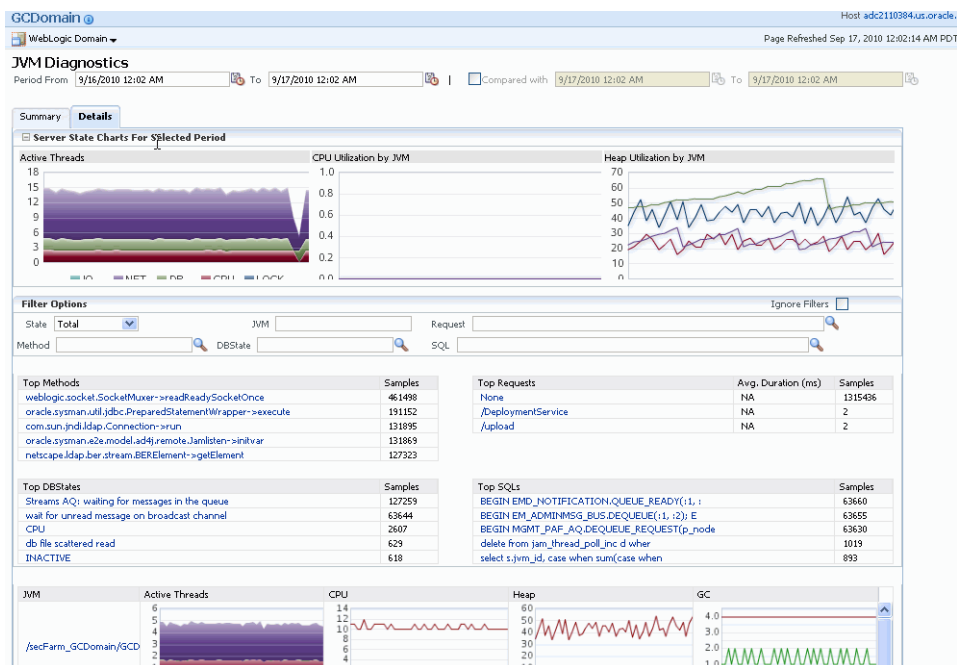 GCDomain
Host adc2110384.us.oracle.
WebLogic Domain
Page Refreshed Sep 17, 2010 12:02:14 AM PDT
JVM Diagnostics
Period From 9/16/2010 12:02 AM To 9/17/2010 12:02 AM | Compared with 9/17/2010 12:02 AM To 9/17/2010 12:02 AM
Summary Details
Server State Charts For Selected Period
Active Threads CPU Utilization by JVM Heap Utilization by JVM
18 1.0 70
15 0.8 60
12 0.6 50
9 0.4 40
6 0.2 30
3 0.0 20
0 10
0
IO NET DB CPU LOCK
Filter Options Ignore Filters
State Total JVM Request
Method DBState SQL
Top Methods Samples
weblogic.socket.SocketMuxer->readReadySocketOnce 461498
oracle.sysman.util.jdbc.PreparedStatementWrapper->execute 191152
com.sun.jndi.ldap.Connection->run 131895
oracle.sysman.e2e.model.ad4j.remote.Jamlisten->initvar 131869
netscape.ldap.ber.stream.BERElement->getElement 127323
Top Requests Avg. Duration (ms) Samples
None NA 1315436
/DeploymentService NA 2
/upload NA 2
Top DBStates Samples
Streams AQ: waiting for messages in the queue 127259
wait for unread message on broadcast channel 63644
CPU 2607
db file scattered read 629
INACTIVE 618
Top SQLs Samples
BEGIN EMD_NOTIFICATION.QUEUE_READY(:1, : 63660
BEGIN EM_ADMINMSG_BUS.DEQUEUE(:1, :2); E 63655
BEGIN MGMT_PAF_AQ.DEQUEUE_REQUEST(p_node 63630
delete from jam_thread_poll_inc d wher 1019
select s.jvm_id, case when sum(case when 893
JVM Active Threads CPU Heap GC
/secFarm_GCDomain/GCD
6 14 60 4.0
5 12 50 3.0
4 10 40 2.0
3 8 30 1.0
2 6 20
4 10